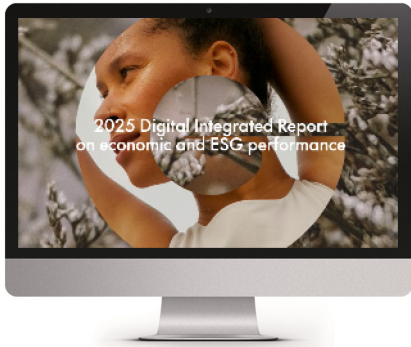 2025 Digital Integrated Report
on economic and ESG performance